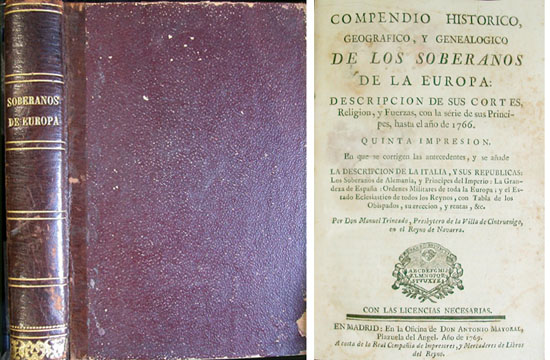 SOBERANOS
DE EUROPA
COMPENDIO HISTORICO,
GEOGRAFICO, Y GENEALOGICO
DE LOS SOBERANOS
DE LA EUROPA:
DESCRIPCION DE SUS CORTES,
Religion, y Fuerzas, con la série de sus Princi-
pes, hasta el año de 1766.
QUINTA IMPRESION.
En que se corrigen las antecedentes, y se añade
LA DESCRIPCION DE LA ITALIA, Y SUS REPUBLICAS:
Los Soberanos de Alemania, y Principes del Imperio: La Gran-
deza de España: Ordenes Militares de toda la Europa; y el Es-
tado Eclesiastico de todos los Reynos, con Tabla de los
Obispados, su ereccion, y rentas, &c.
Por Don Manuel Trincado, Presbytero de la Villa de Cintruenigo,
en el Reyno de Navarra.
ABCDEFGHIJ
KLMNOPQR
STVUXYZ
CON LAS LICENCIAS NECESARIAS.
EN MADRID: En la Oficina de DON ANTONIO MAYORAL,
Plazuela del Angel. Año de 1769.
A costa de la Real Compañia de Impresores, y Mercaderes de Libros
del Reyno.